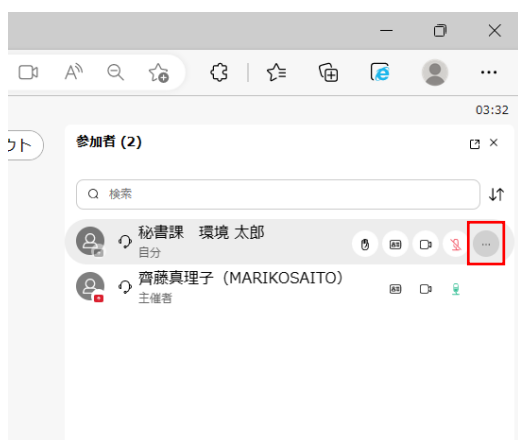 03:32
ウト
参加者 (2)
検索
秘書課　環境 太郎
自分
齊藤真理子（MARIKOSAITO）
主催者